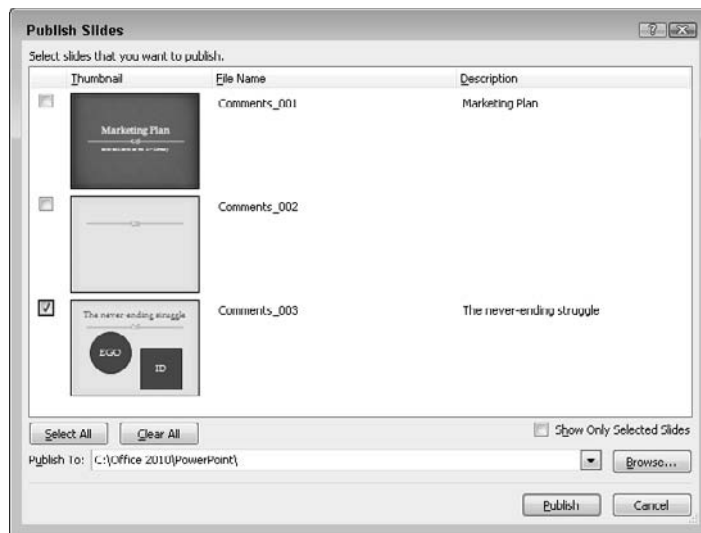 Publish Slides
Select slides that you want to publish.
Thumbnail File Name Description
Marketing Plan
Comments_001 Marketing Plan
Comments_002
The never-ending struggle
EGO
ID
Comments_003 The never-ending struggle
Select All Clear All Show Only Selected Slides
Publish To: C:\Office 2010\PowerPoint\ Browse...
Publish Cancel